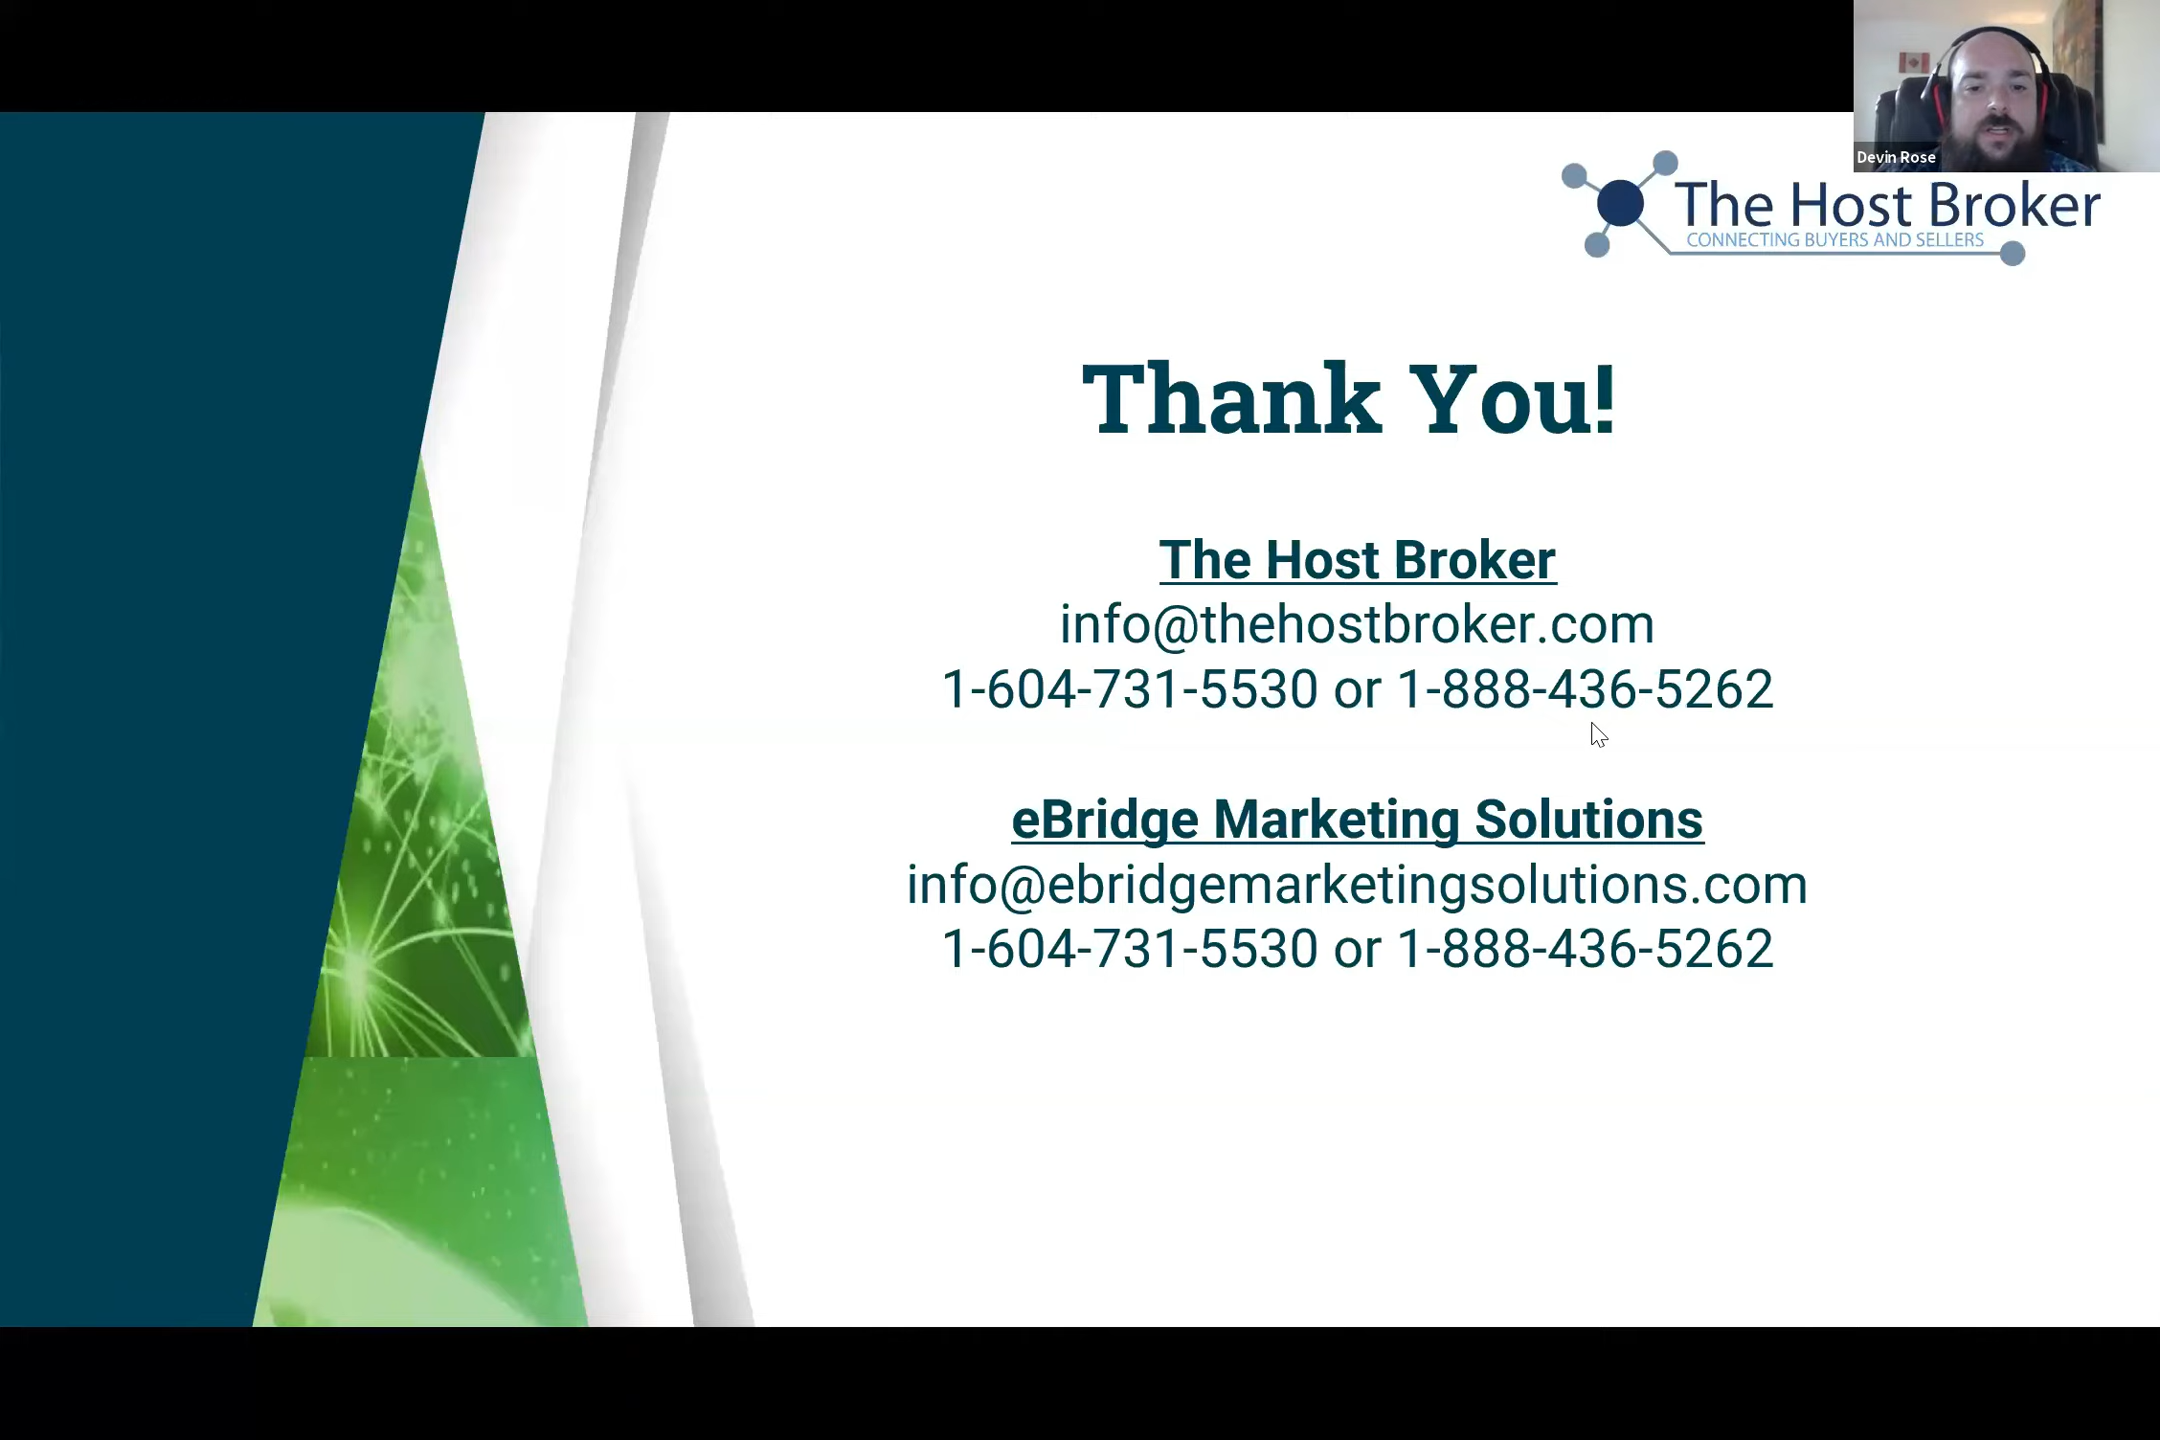 Devin Rose
The Host Broker
CONNECTING BUYERS AND SELLERS
Thank You!
The Host Broker
info@thehostbroker.com
1-604-731-5530 or 1-888-436-5262
eBridge Marketing Solutions
info@ebridgemarketingsolutions.com
1-604-731-5530 or 1-888-436-5262